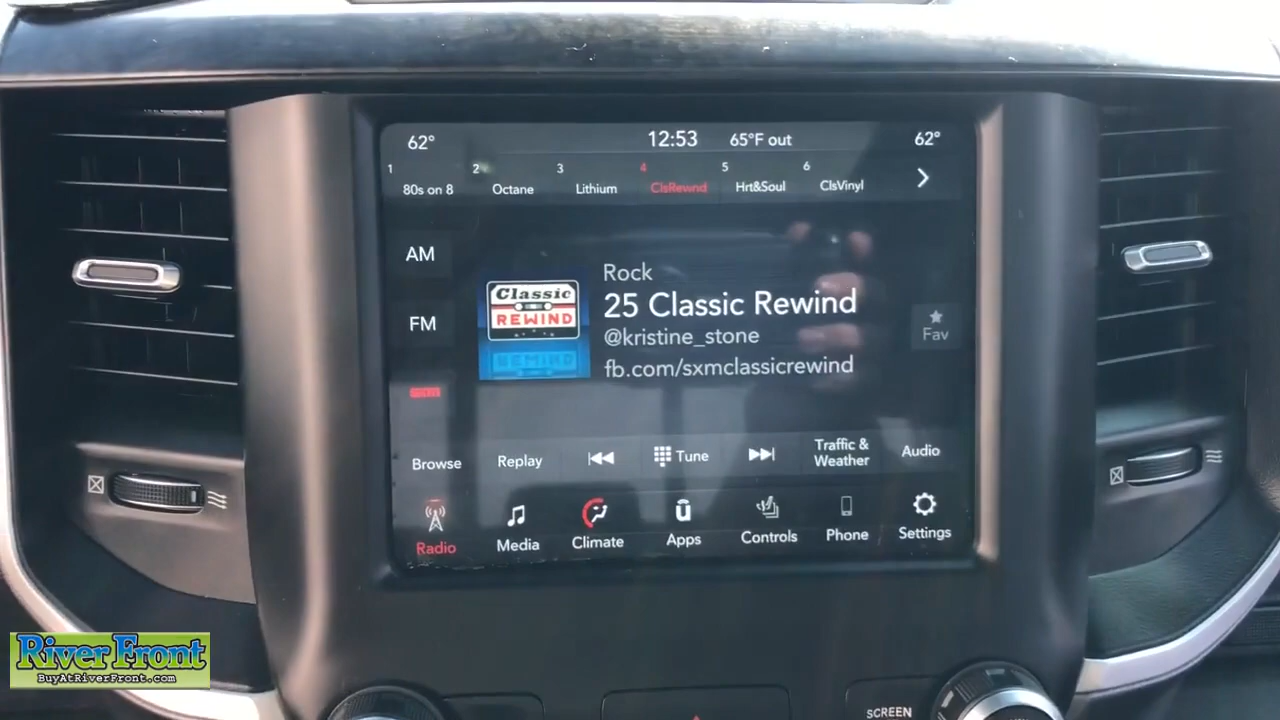 62° 12:53 65°F out 62°
1 2 3 4 5 6
80s on 8 Octane Lithium ClsRewnd Hrt&Soul ClsVinyl
AM
FM
Classic
REWIND
Rock
25 Classic Rewind
@kristine_stone
fb.com/sxmclassicrewind
Fav
Browse Replay Tune Traffic & Weather Audio
Radio Media Climate Apps Controls Phone Settings
SCREEN
River Front
BuyAtRiverFront.com